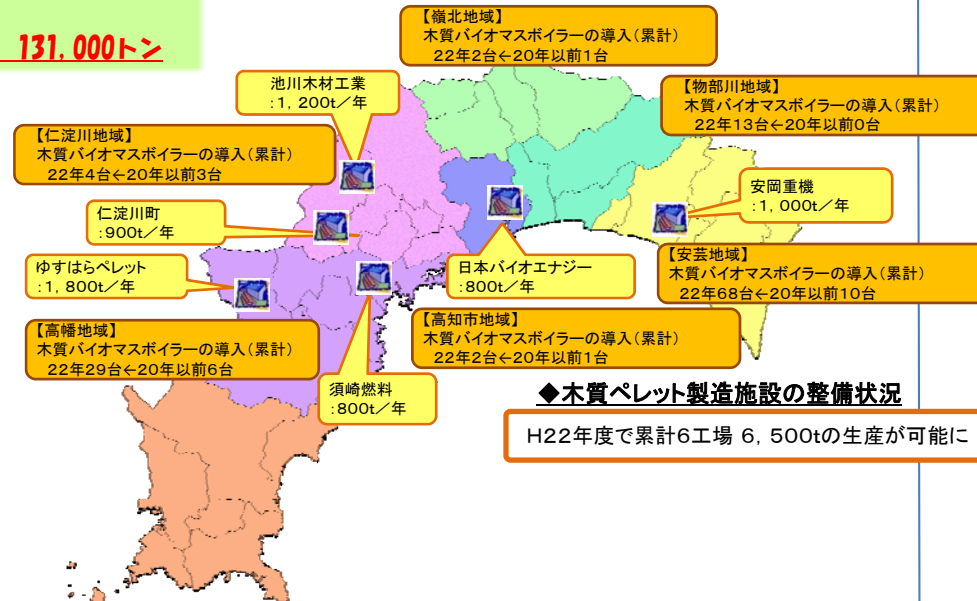 131,000トン
【嶺北地域】
木質バイオマスボイラーの導入(累計)
22年2台←20年以前1台
池川木材工業
:1,200t/年
【物部川地域】
木質バイオマスボイラーの導入(累計)
22年13台←20年以前0台
【仁淀川地域】
木質バイオマスボイラーの導入(累計)
22年4台←20年以前3台
安岡重機
:1,000t/年
仁淀川町
:900t/年
ゆすはらペレット
:1,800t/年
日本バイオエナジー
:800t/年
【安芸地域】
木質バイオマスボイラーの導入(累計)
22年68台←20年以前10台
【高幡地域】
木質バイオマスボイラーの導入(累計)
22年29台←20年以前6台
【高知市地域】
木質バイオマスボイラーの導入(累計)
22年2台←20年以前1台
須崎燃料
:800t/年
◆木質ペレット製造施設の整備状況
H22年度で累計6工場 6,500tの生産が可能に